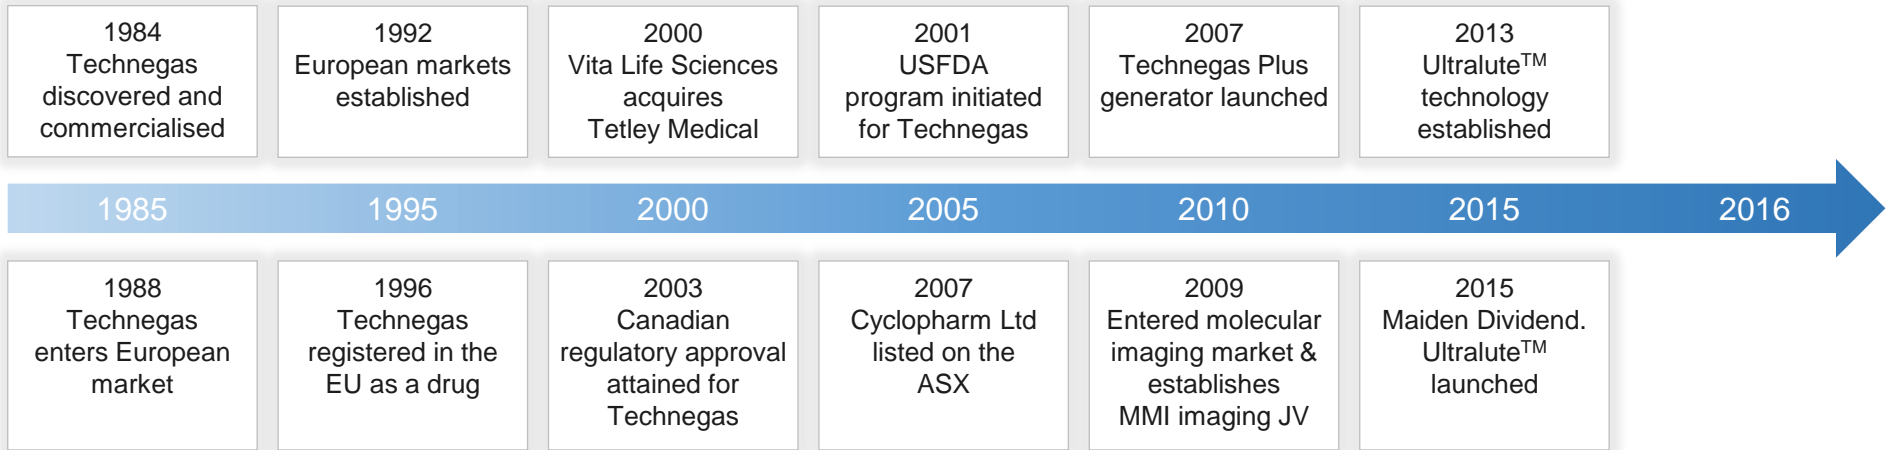 1984
Technegas
discovered and
commercialised
1992
European markets
established
2000
Vita Life Sciences
acquires
Tetley Medical
2001
USFDA
program initiated
for Technegas
2007
Technegas Plus
generator launched
2013
Ultralute™
technology
established
1985 1995 2000 2005 2010 2015 2016
1988
Technegas
enters European
market
1996
Technegas
registered in the
EU as a drug
2003
Canadian
regulatory approval
attained for
Technegas
2007
Cyclopharm Ltd
listed on the
ASX
2009
Entered molecular
imaging market &
establishes
MMI imaging JV
2015
Maiden Dividend.
Ultralute™
launched